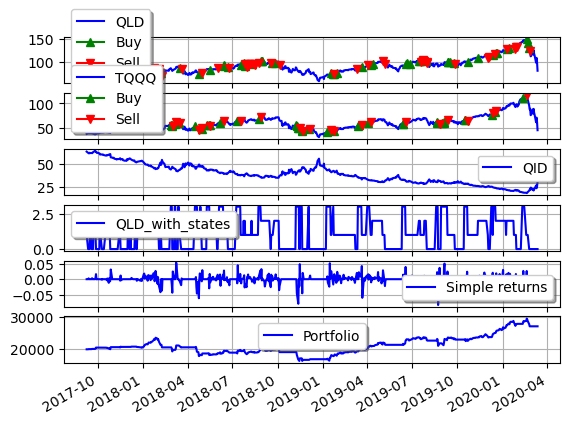 QLD
Buy
Sell
150
100
TQQQ
Buy
Sell
100
50
QID
50
25
QLD_with_states
2.5
0.0
0.05
0.00
−0.05
Simple returns
30000
20000
Portfolio
2017-10
2018-01
2018-04
2018-07
2018-10
2019-01
2019-04
2019-07
2019-10
2020-01
2020-04